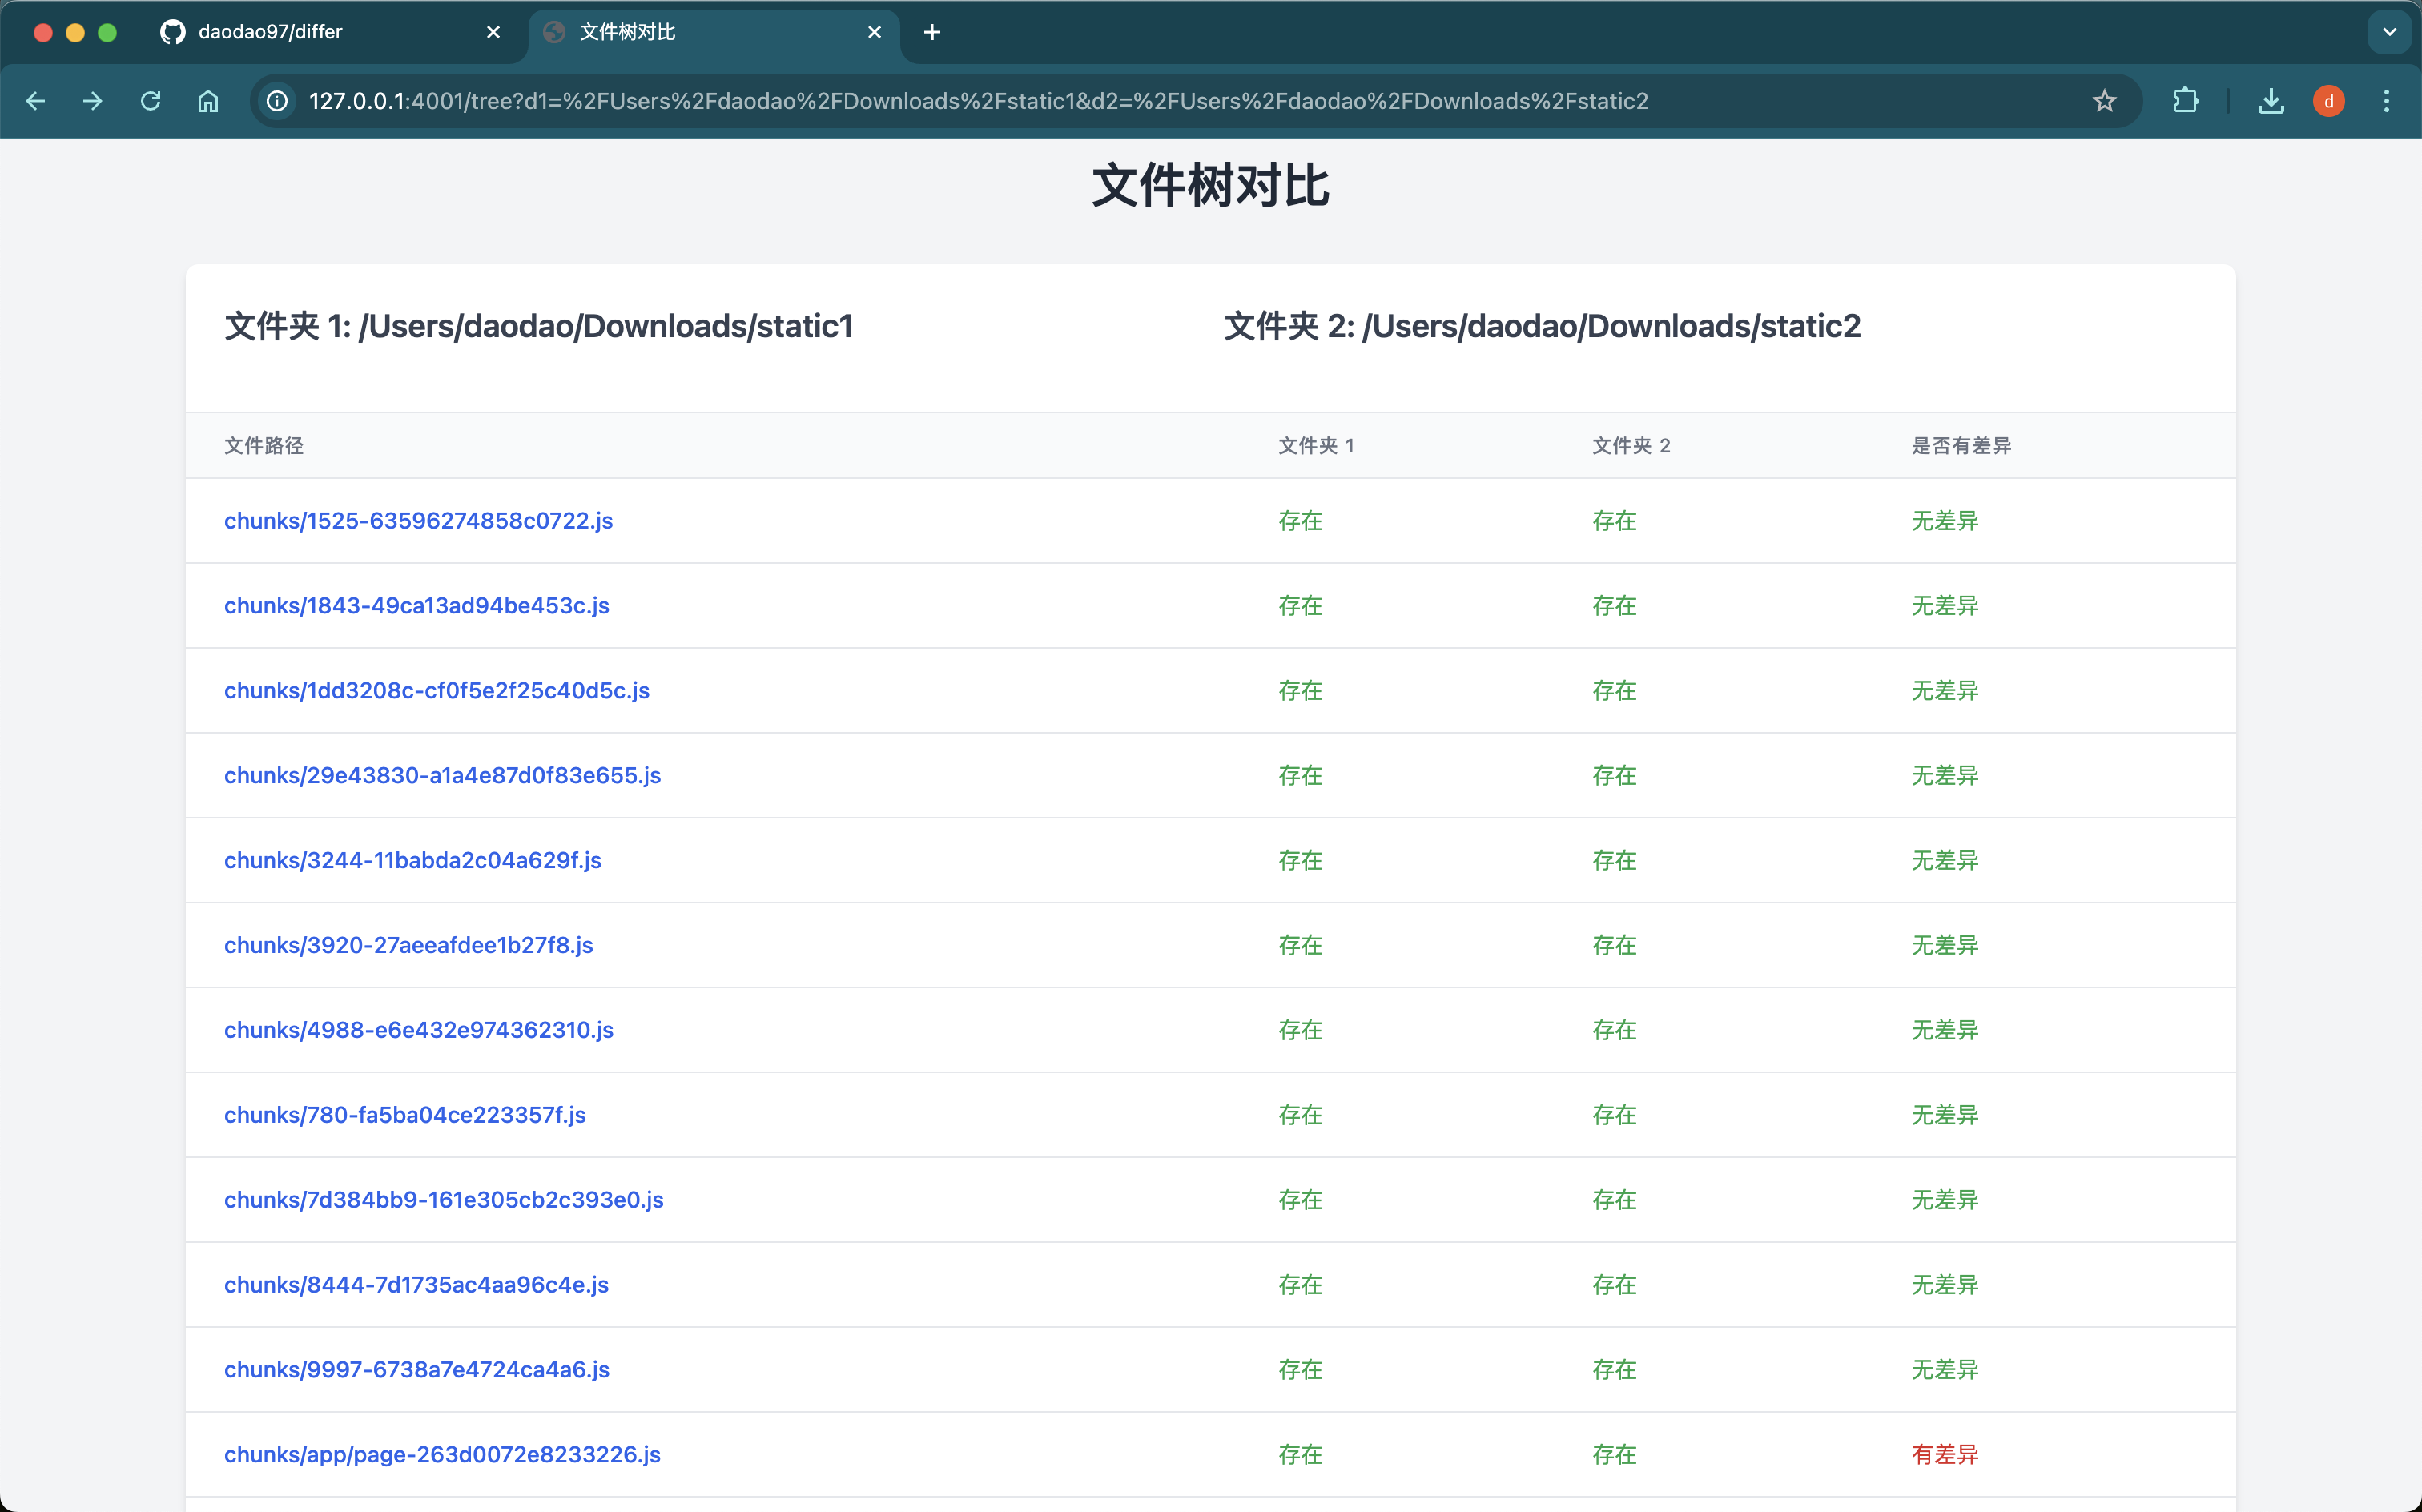 daodao97/differ
文件树对比
127.0.0.1:4001/tree?d1=%2FUsers%2Fdaodao%2FDownloads%2Fstatic1&d2=%2FUsers%2Fdaodao%2FDownloads%2Fstatic2
d
文件树对比
文件夹 1: /Users/daodao/Downloads/static1
文件夹 2: /Users/daodao/Downloads/static2
文件路径 文件夹 1 文件夹 2 是否有差异
chunks/1525-63596274858c0722.js 存在 存在 无差异
chunks/1843-49ca13ad94be453c.js 存在 存在 无差异
chunks/1dd3208c-cf0f5e2f25c40d5c.js 存在 存在 无差异
chunks/29e43830-a1a4e87d0f83e655.js 存在 存在 无差异
chunks/3244-11babda2c04a629f.js 存在 存在 无差异
chunks/3920-27aeeafdee1b27f8.js 存在 存在 无差异
chunks/4988-e6e432e974362310.js 存在 存在 无差异
chunks/780-fa5ba04ce223357f.js 存在 存在 无差异
chunks/7d384bb9-161e305cb2c393e0.js 存在 存在 无差异
chunks/8444-7d1735ac4aa96c4e.js 存在 存在 无差异
chunks/9997-6738a7e4724ca4a6.js 存在 存在 无差异
chunks/app/page-263d0072e8233226.js 存在 存在 有差异